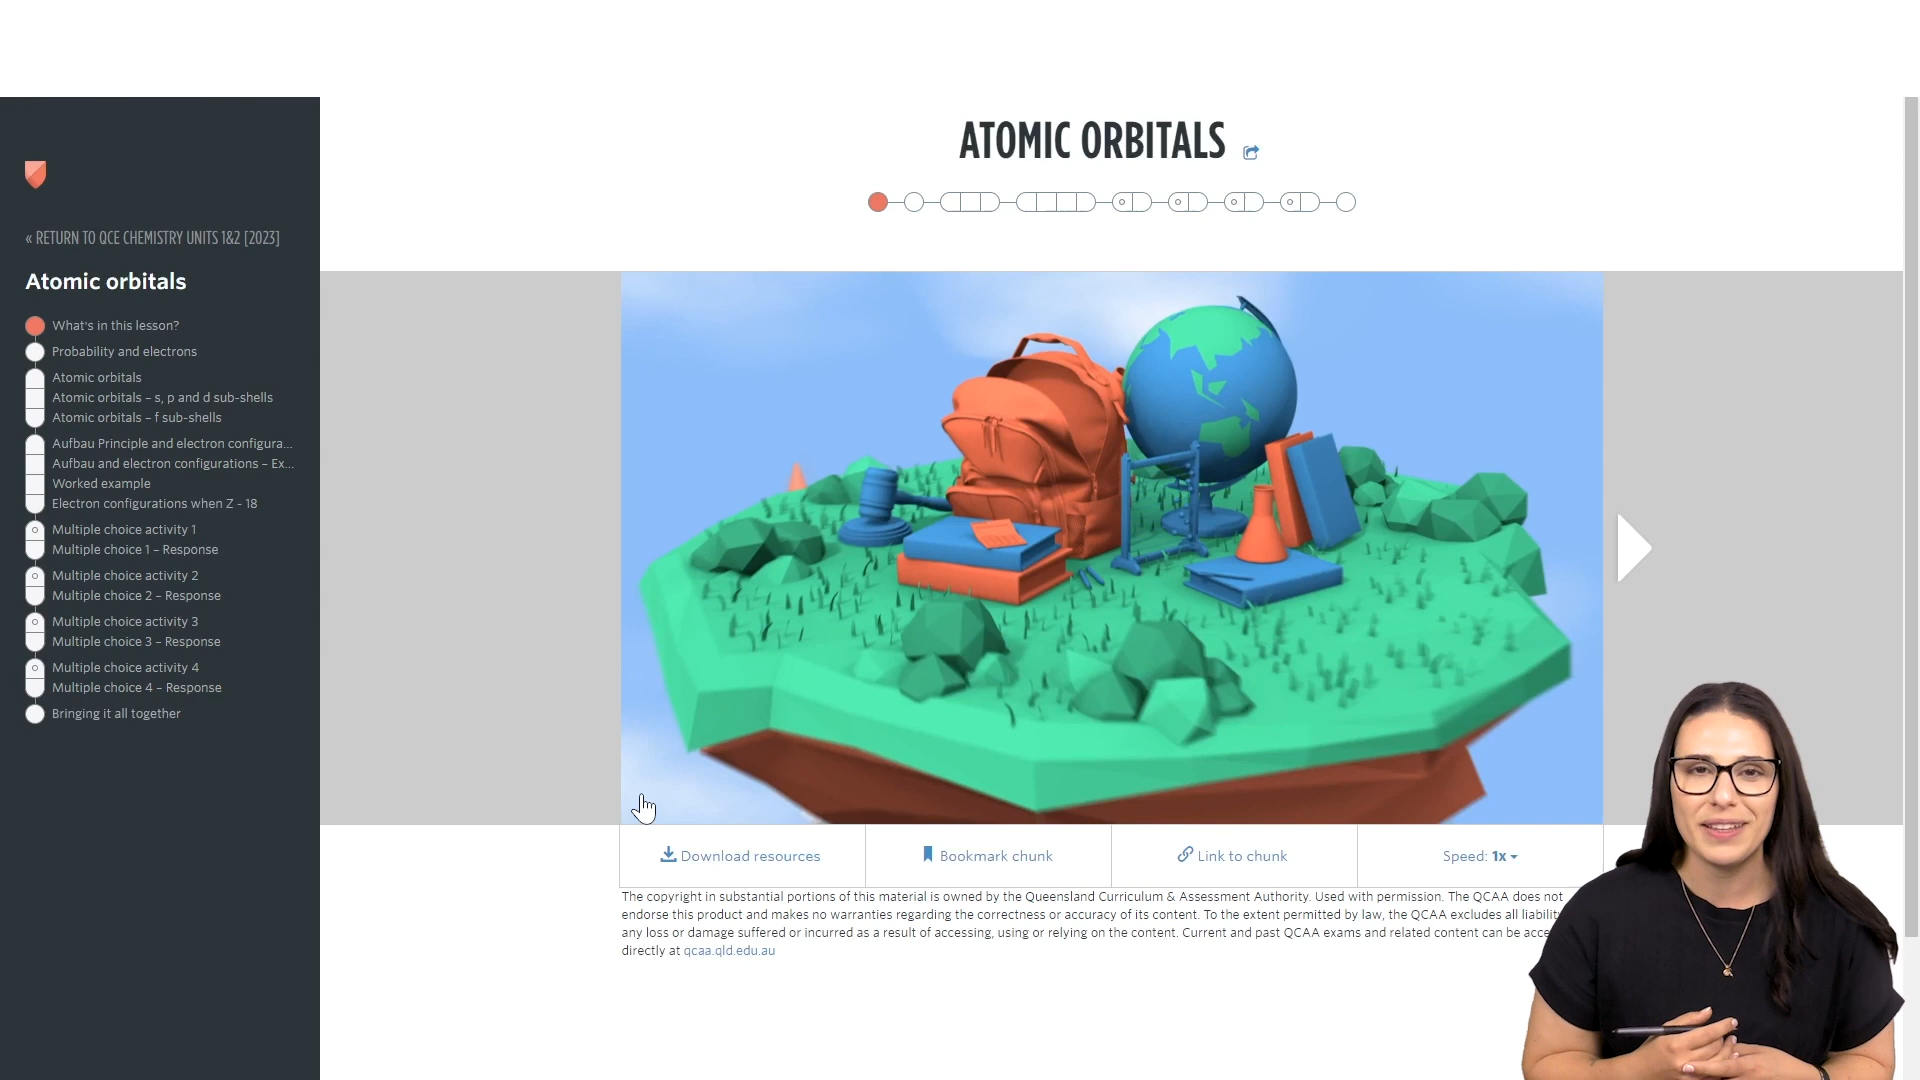 ATOMIC ORBITALS
« RETURN TO QCE CHEMISTRY UNITS 1&2 [2023]
Atomic orbitals
What's in this lesson?
Probability and electrons
Atomic orbitals
Atomic orbitals – s, p and d sub-shells
Atomic orbitals – f sub-shells
Aufbau Principle and electron configura...
Aufbau and electron configurations – Ex...
Worked example
Electron configurations when Z - 18
Multiple choice activity 1
Multiple choice 1 – Response
Multiple choice activity 2
Multiple choice 2 – Response
Multiple choice activity 3
Multiple choice 3 – Response
Multiple choice activity 4
Multiple choice 4 – Response
Bringing it all together
Download resources
Bookmark chunk
Link to chunk
Speed: 1x
The copyright in substantial portions of this material is owned by the Queensland Curriculum & Assessment Authority. Used with permission. The QCAA does not
endorse this product and makes no warranties regarding the correctness or accuracy of its content. To the extent permitted by law, the QCAA excludes all
any loss or damage suffered or incurred as a result of accessing, using or relying on the content. Current and past QCAA exams and related content can be
directly at qcaa.qld.edu.au